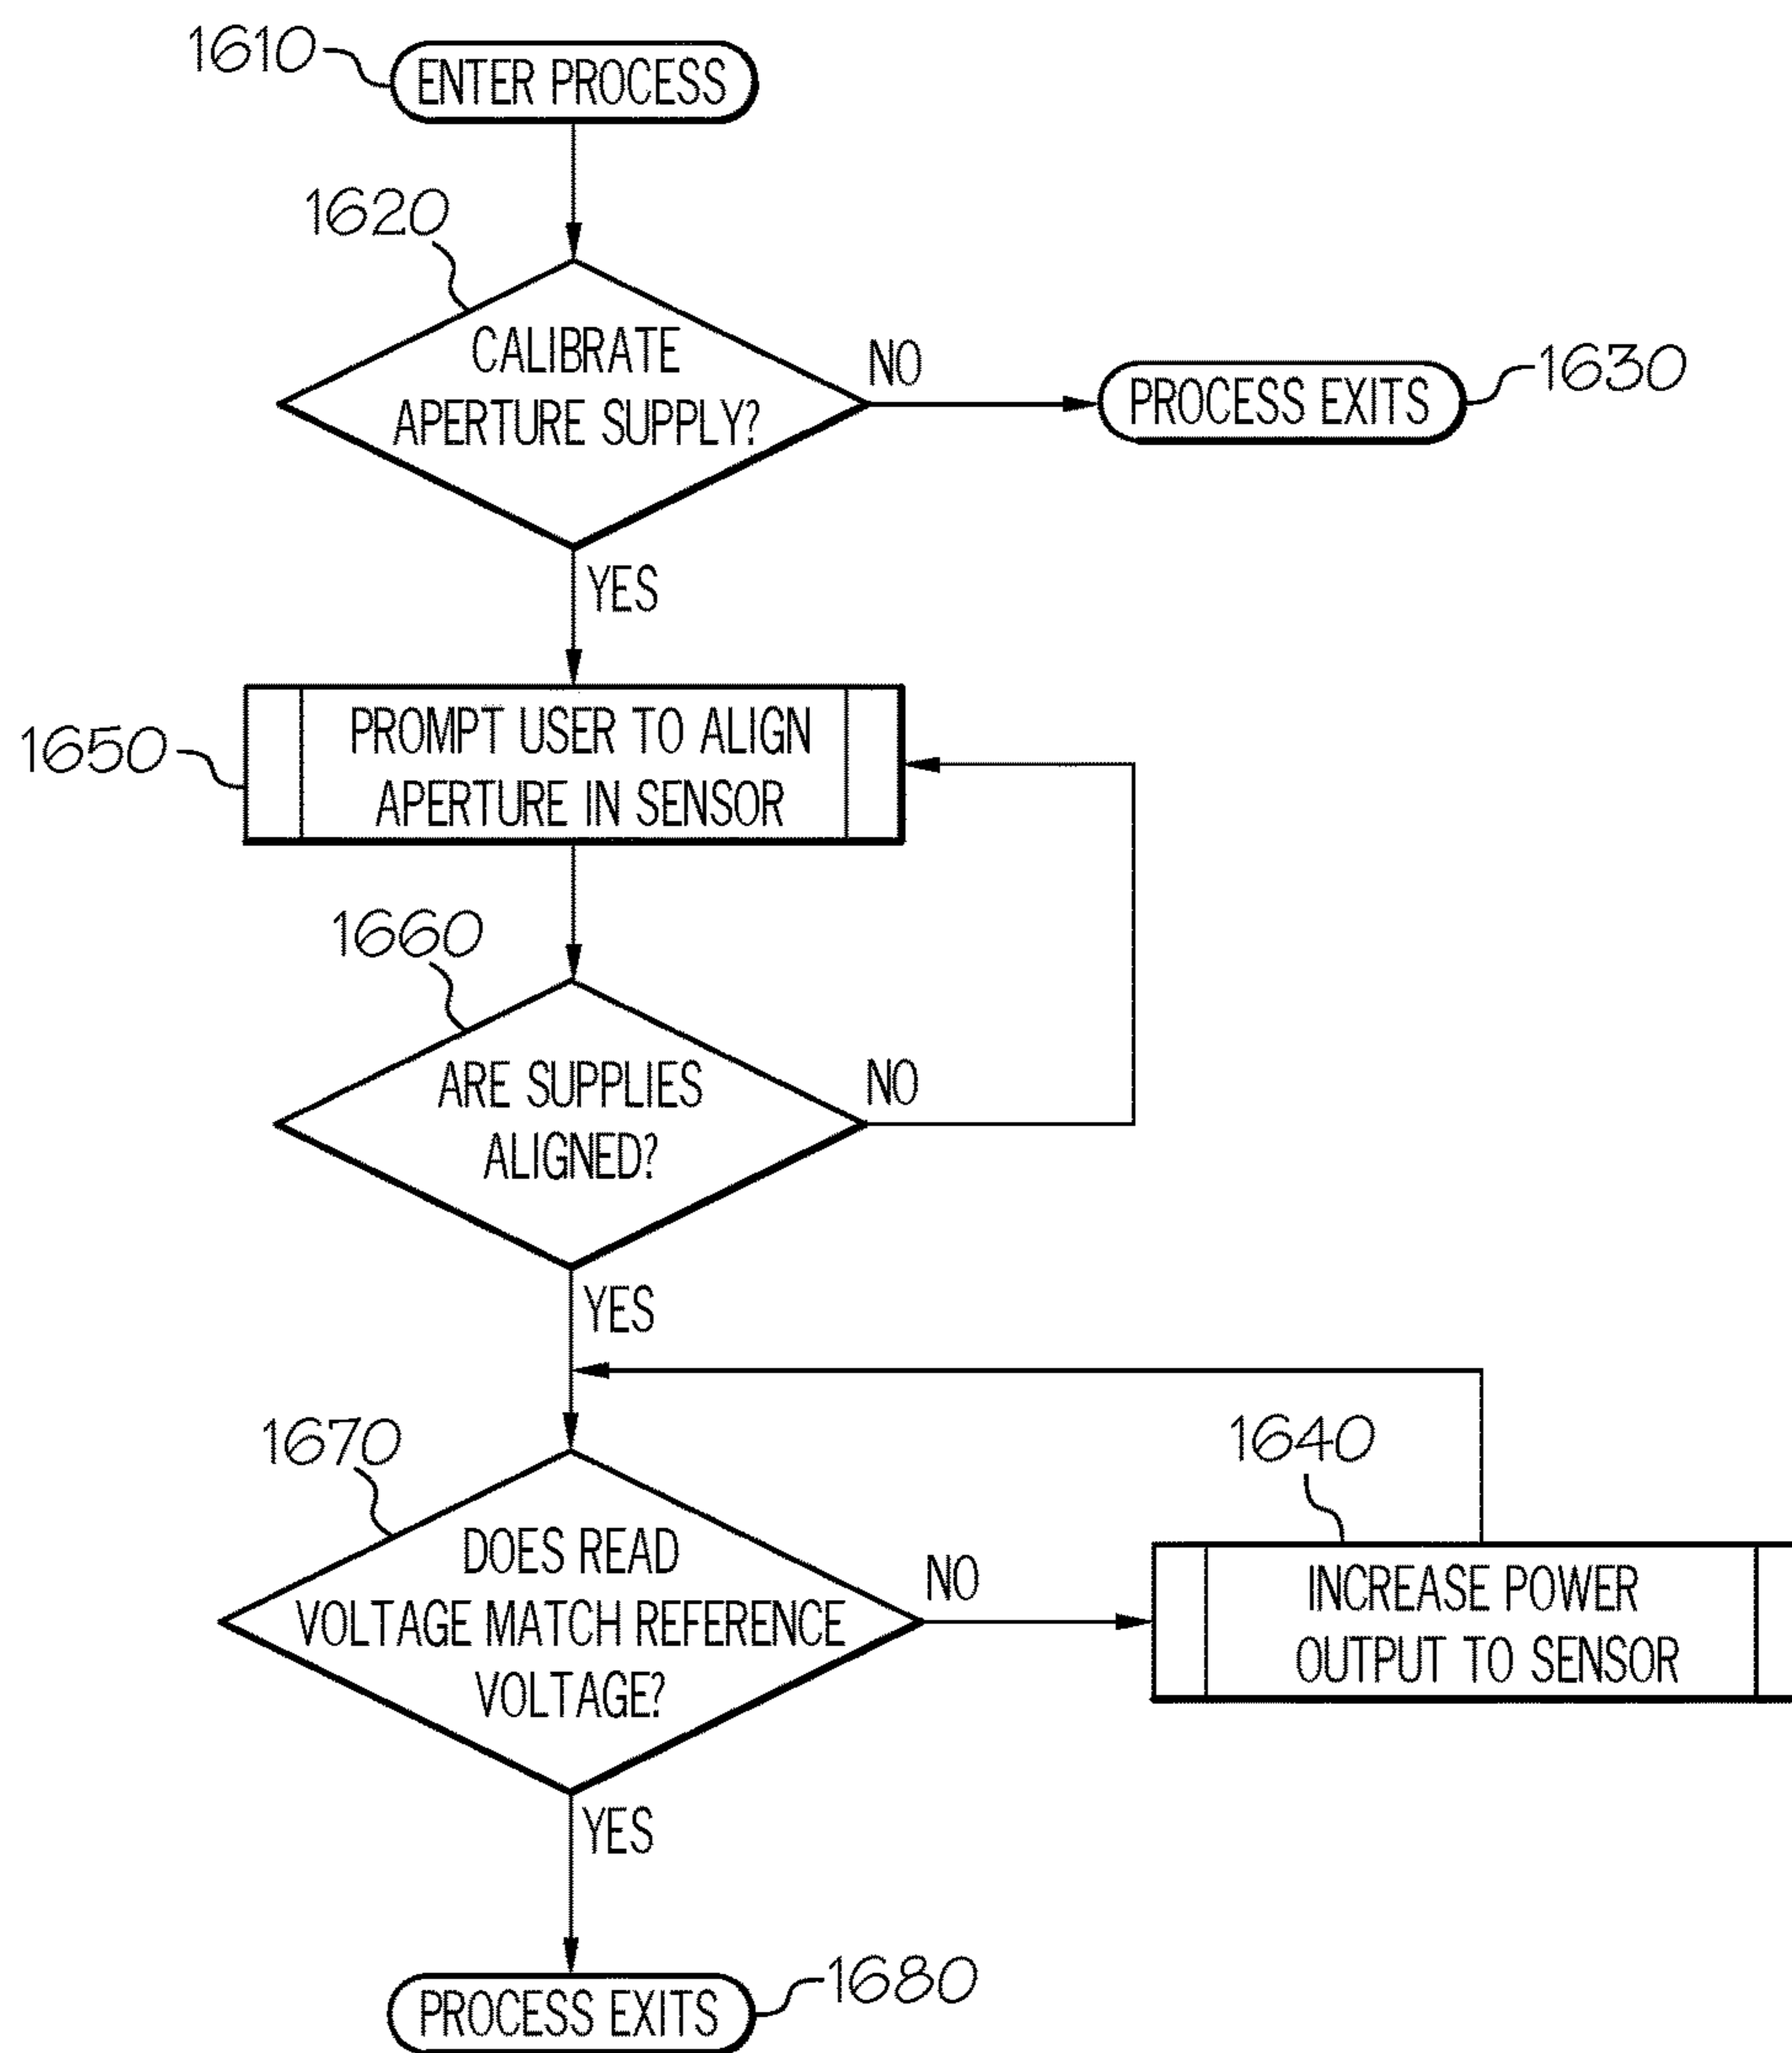 1610
ENTER PROCESS
1620
CALIBRATE
APERTURE SUPPLY?
NO
PROCESS EXITS
1630
YES
1650
PROMPT USER TO ALIGN
APERTURE IN SENSOR
1660
ARE SUPPLIES
ALIGNED?
NO
YES
1670
DOES READ
VOLTAGE MATCH REFERENCE
VOLTAGE?
NO
1640
INCREASE POWER
OUTPUT TO SENSOR
YES
PROCESS EXITS
1680